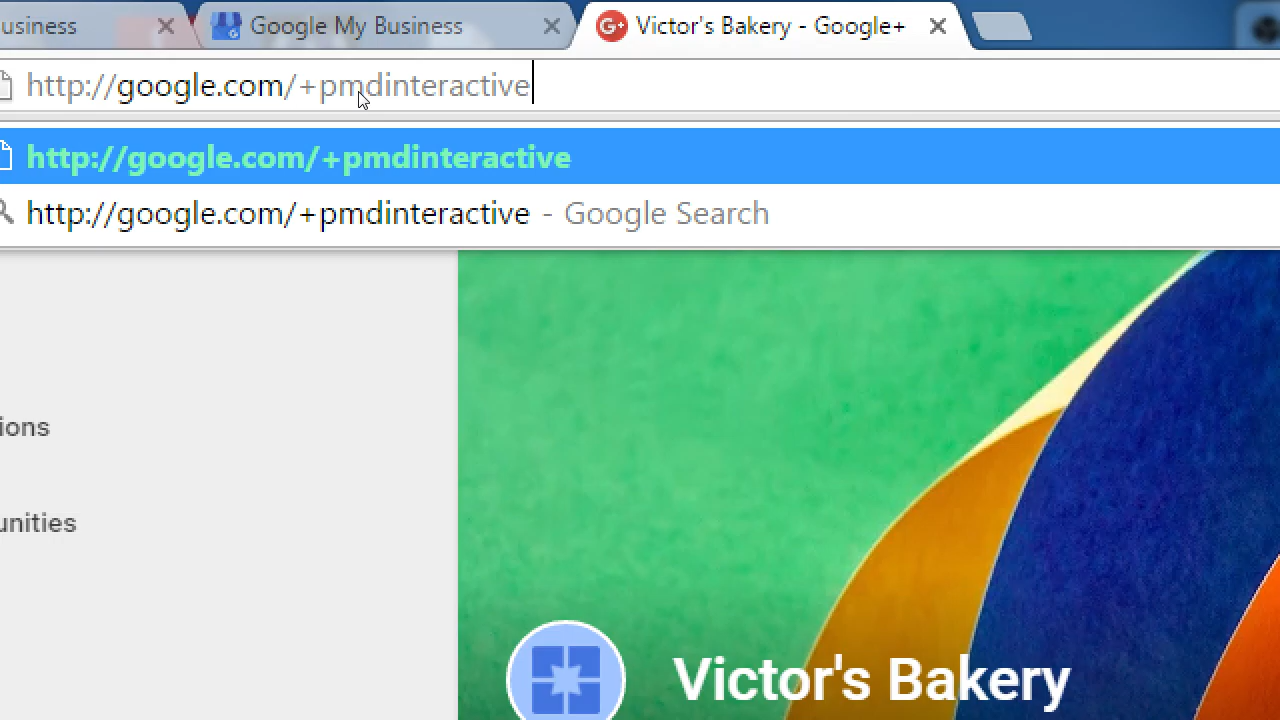 usiness
Google My Business
Victor's Bakery - Google+
http://google.com/+pmdinteractive
http://google.com/+pmdinteractive
http://google.com/+pmdinteractive - Google Search
ions
unities
Victor's Bakery